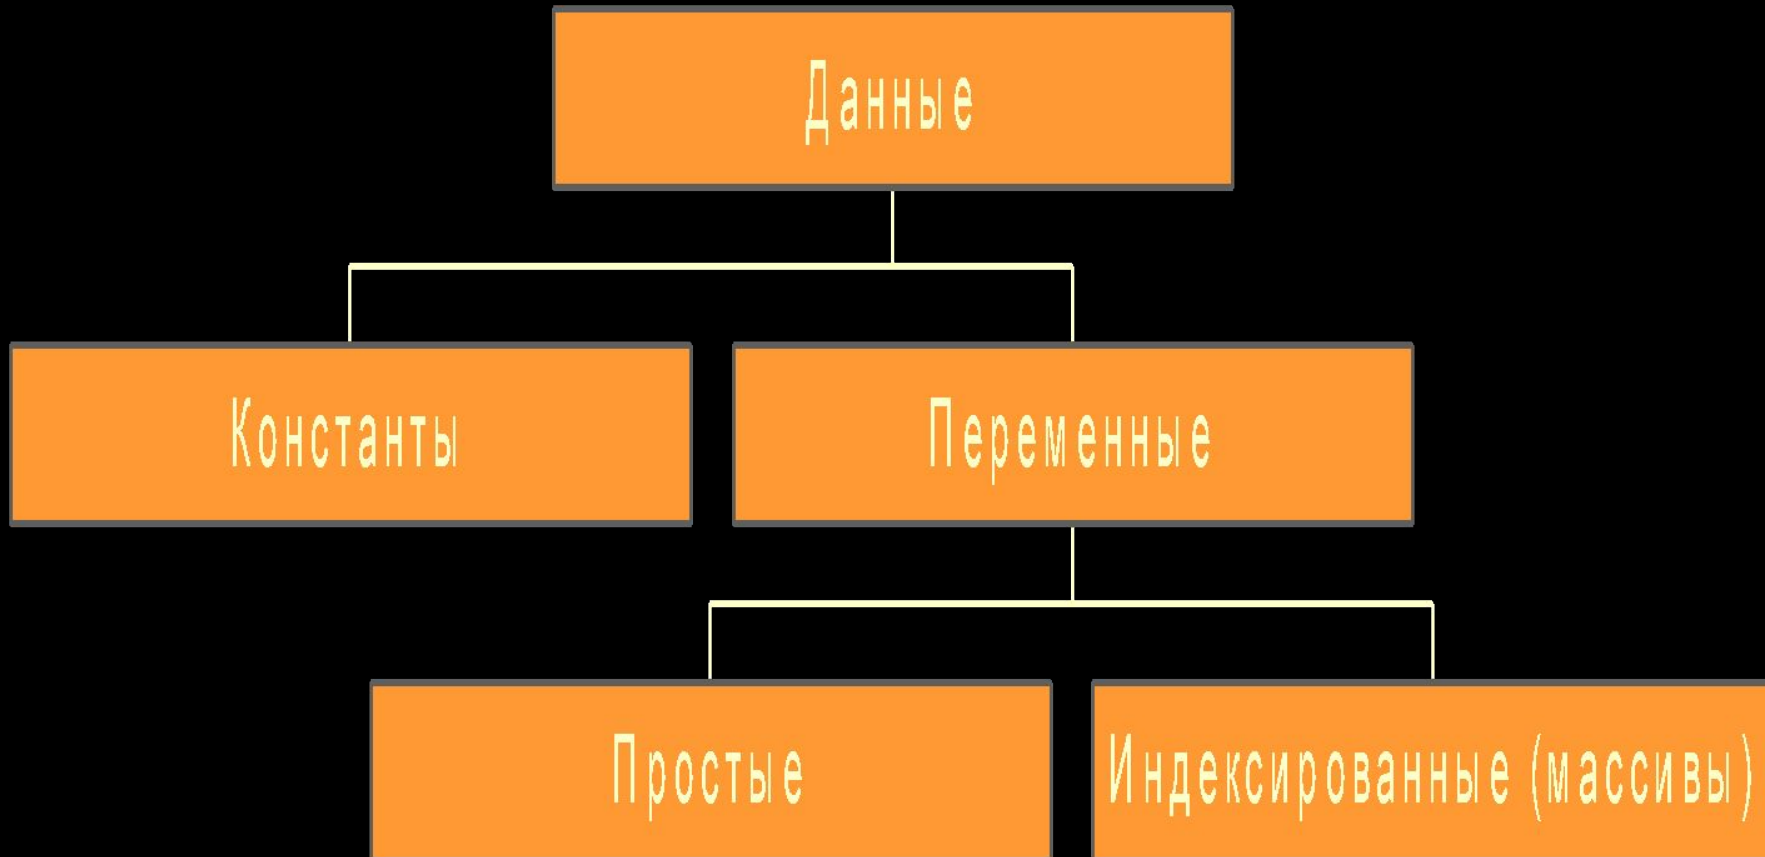 Данные
Константы
Переменные
Простые
Индексированные (массивы)